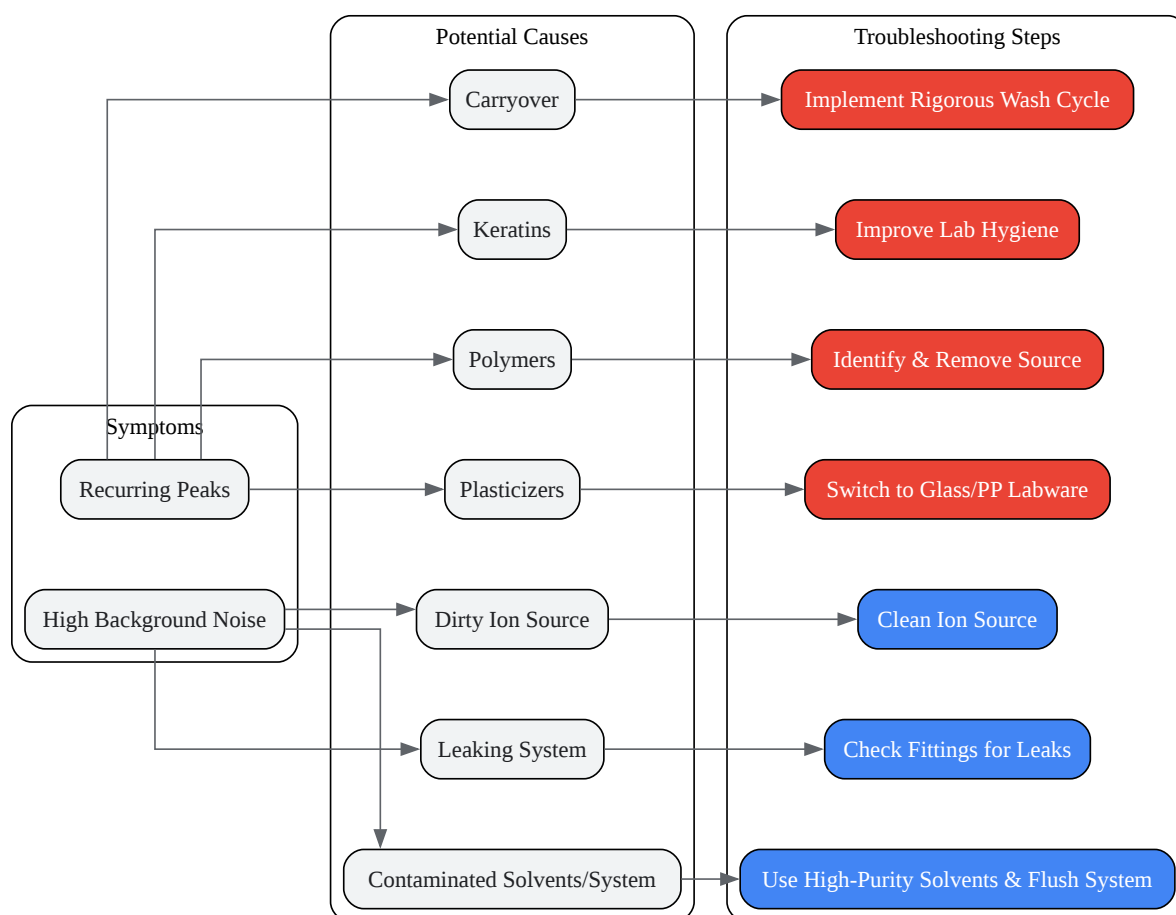 Potential Causes
Troubleshooting Steps
Carryover
Implement Rigorous Wash Cycle
Keratins
Improve Lab Hygiene
Polymers
Identify & Remove Source
Symptoms
Recurring Peaks
Plasticizers
Switch to Glass/PP Labware
High Background Noise
Dirty Ion Source
Clean Ion Source
Leaking System
Check Fittings for Leaks
Contaminated Solvents/System
Use High-Purity Solvents & Flush System